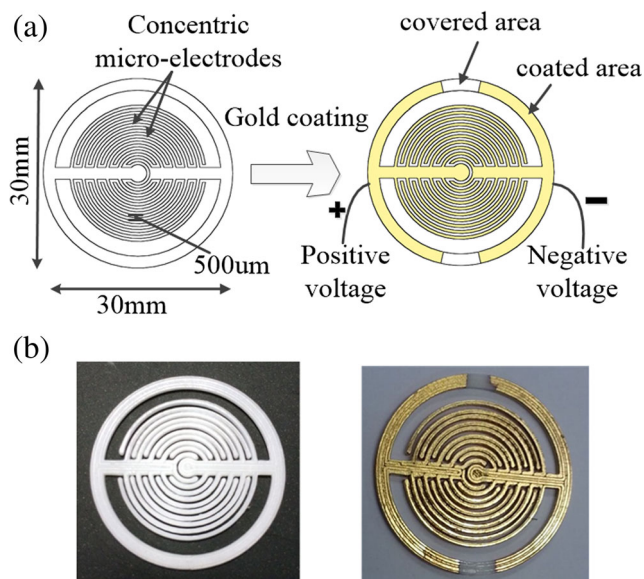 (a)
Concentric
micro-electrodes
30mm
500um
30mm
Gold coating
covered area
coated area
+
Positive
voltage
−
Negative
voltage
(b)